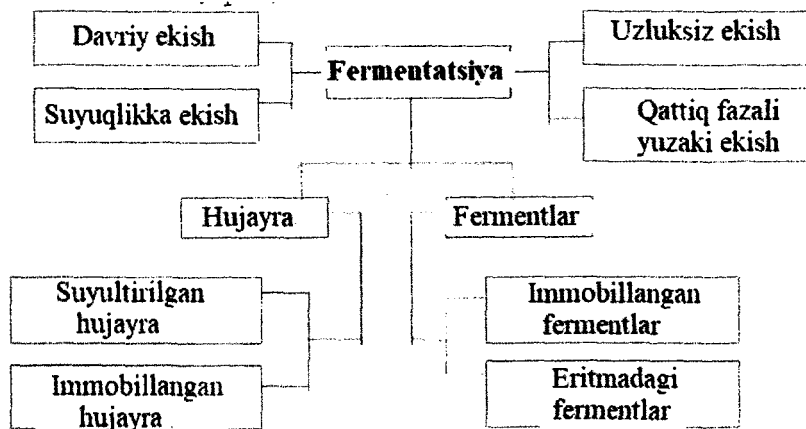 Davriy ekish
Fermentatsiya
Uzluksiz ekish
Suyuqlikka ekish
Qattiq fazali
yuzaki ekish
Hujayra
Fermentlar
Suyultirilgan
hujayra
Immobillangan
fermentlar
Immobillangan
hujayra
Eritmadagi
fermentlar